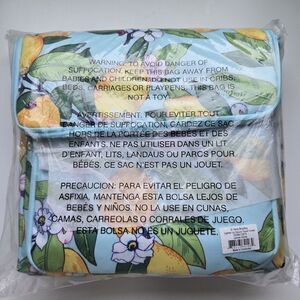 WARNING: TO AVOID DANGER OF
SUFFOCATION, KEEP THIS BAG AWAY FROM
BABIES AND CHILDREN. DO NOT USE IN CRIBS,
BEDS, CARRIAGES OR PLAYPENS. THIS BAG IS
NOT A TOY.
AVERTISSEMENT: POUR EVITER TOUT
DANGER DE SUFFOCATION, GARDEZ CE SAC
HORS DE LA PORTÉE DES BÉBÉS ET DES
ENFANTS. NE PAS UTILISER DANS UN LIT
D'ENFANT, LITS, LANDAUS OU PARCS POUR
BÉBÉS. CE SAC N'EST PAS UN JOUET.
PRECAUCION: PARA EVITAR EL PELIGRO DE
ASFIXIA, MANTENGA ESTA BOLSA LEJOS DE
BEBÉS Y NIÑOS. NO LA USE EN CUNAS,
CAMAS, CARREOLAS O CORRALES DE JUEGO.
ESTA BOLSA NO ES UN JUGUETE.